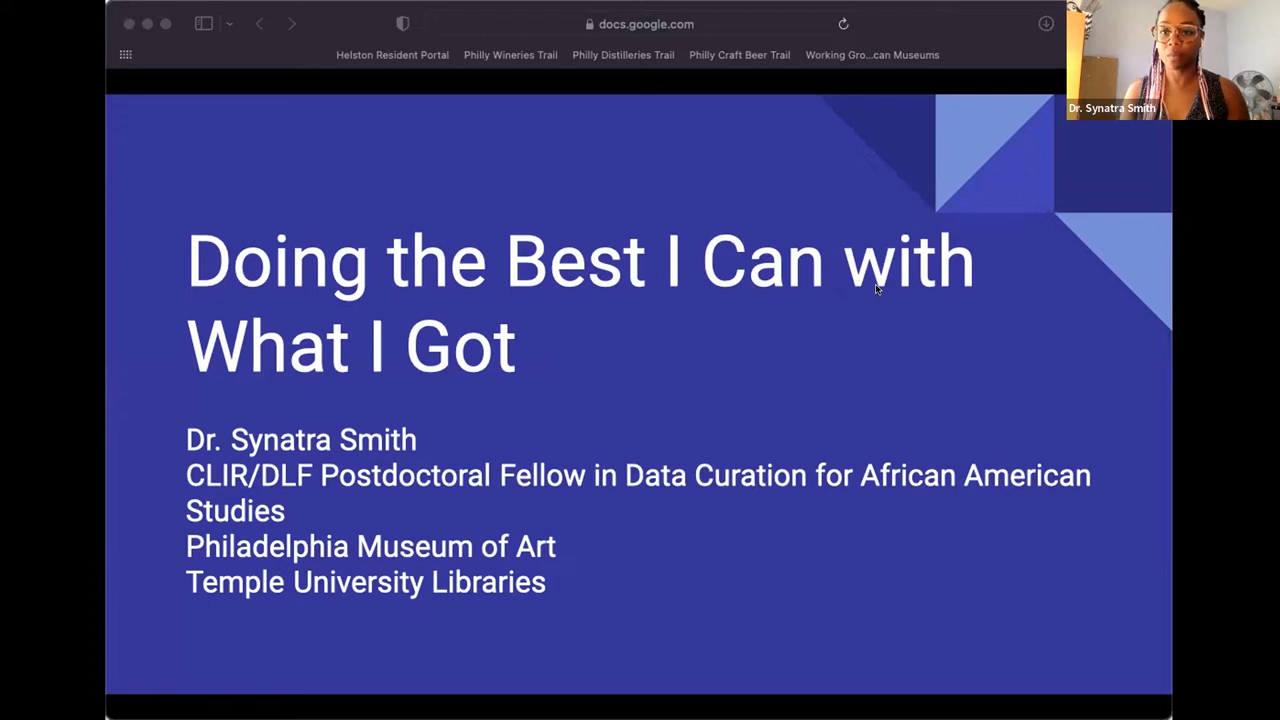 docs.google.com
Helston Resident Portal
Philly Wineries Trail
Philly Distilleries Trail
Philly Craft Beer Trail
Working Gro...can Museums
Dr. Synatra Smith
Doing the Best I Can with
What I Got
Dr. Synatra Smith
CLIR/DLF Postdoctoral Fellow in Data Curation for African American
Studies
Philadelphia Museum of Art
Temple University Libraries